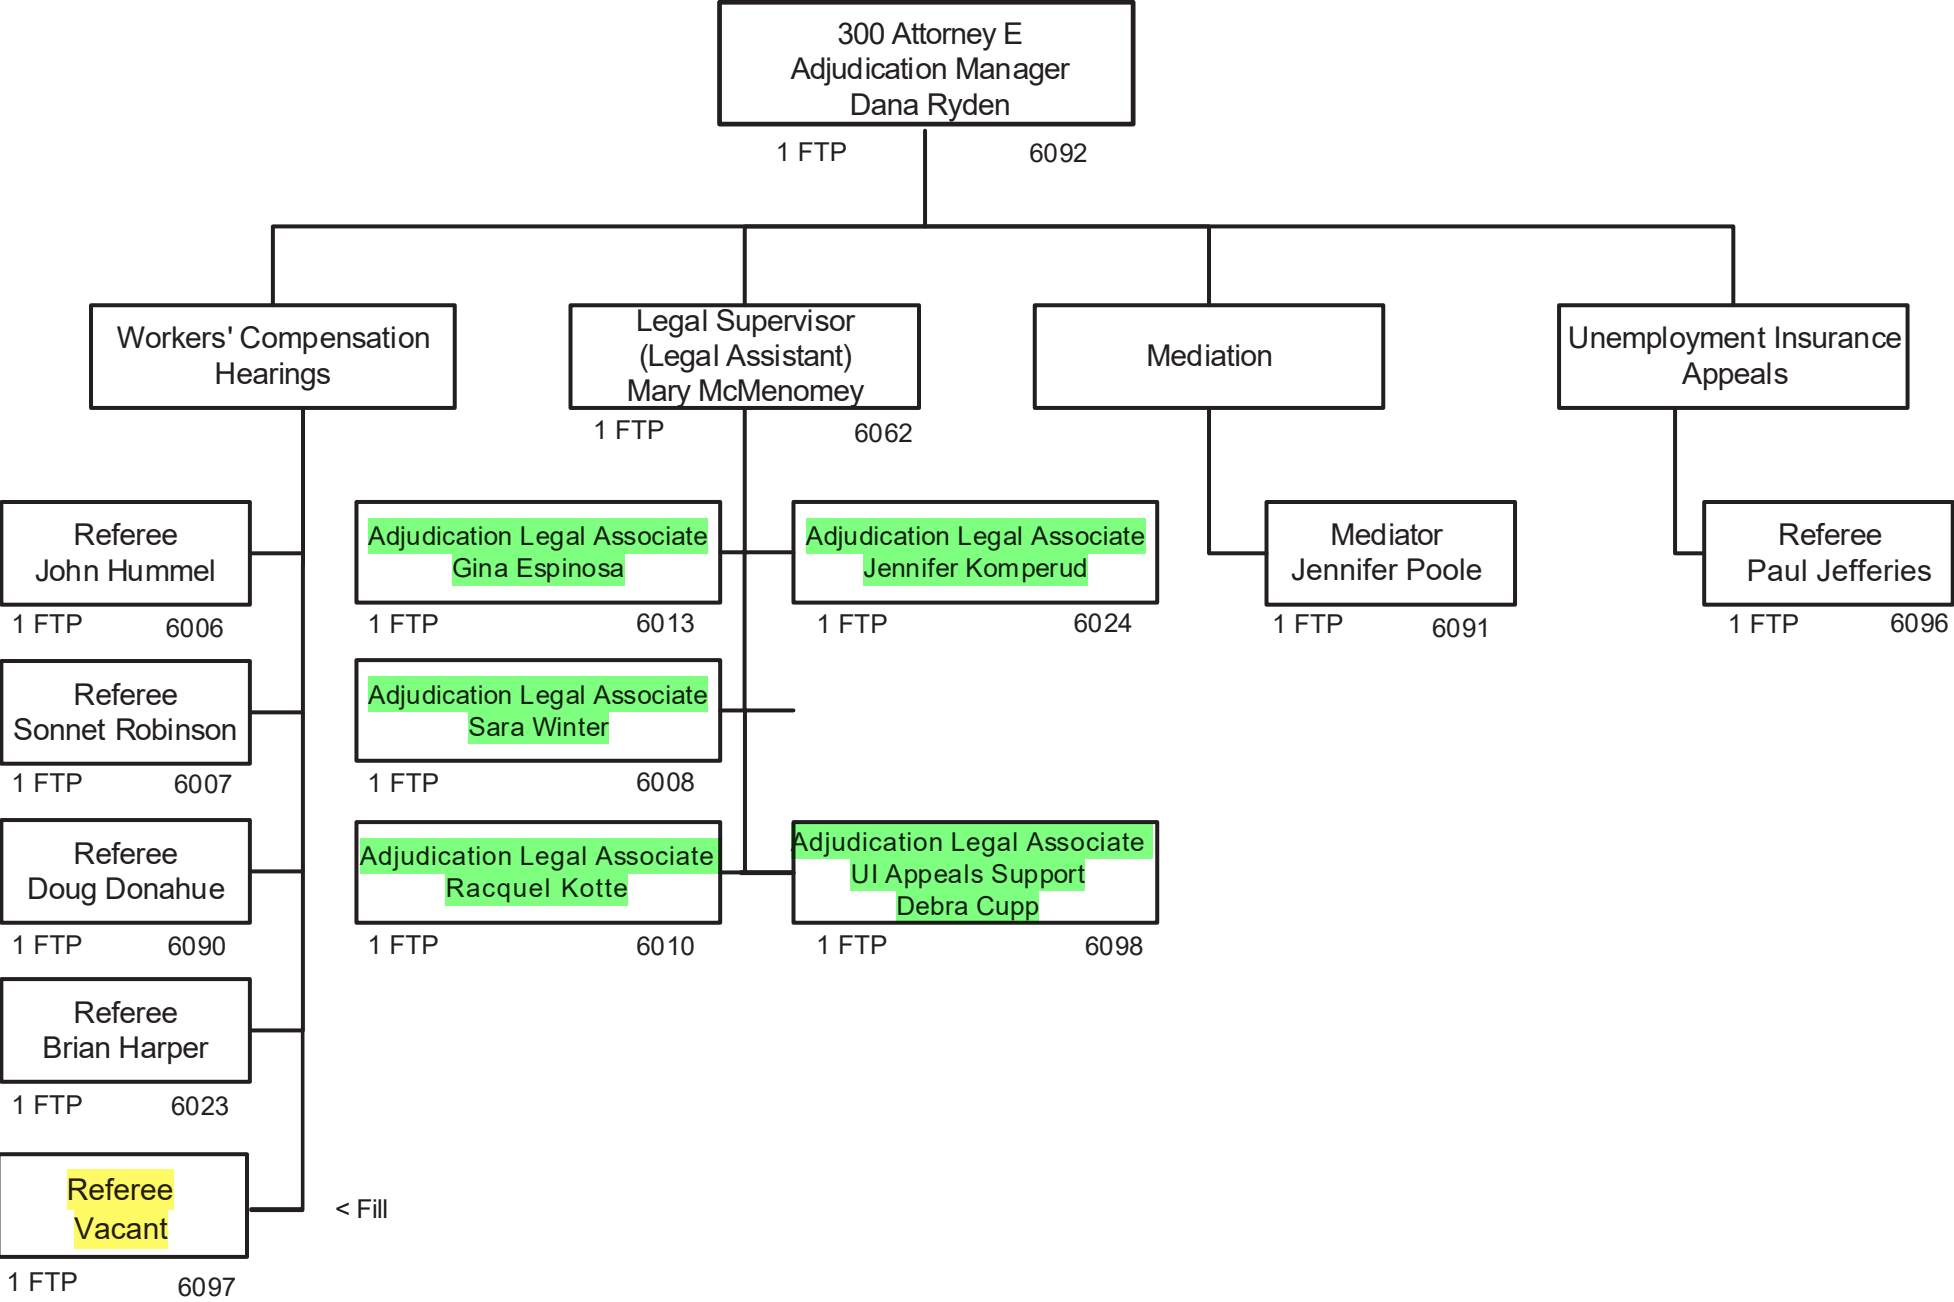 300 Attorney E
Adjudication Manager
Dana Ryden
1 FTP 6092
Workers' Compensation
Hearings
Legal Supervisor
(Legal Assistant)
Mary McMenomey
1 FTP 6062
Mediation
Unemployment Insurance
Appeals
Referee
John Hummel
1 FTP 6006
Adjudication Legal Associate
Gina Espinosa
1 FTP 6013
Adjudication Legal Associate
Jennifer Komperud
1 FTP 6024
Mediator
Jennifer Poole
1 FTP 6091
Referee
Paul Jefferies
1 FTP 6096
Referee
Sonnet Robinson
1 FTP 6007
Adjudication Legal Associate
Sara Winter
1 FTP 6008
Referee
Doug Donahue
1 FTP 6090
Adjudication Legal Associate
Racquel Kotte
1 FTP 6010
Adjudication Legal Associate
UI Appeals Support
Debra Cupp
1 FTP 6098
Referee
Brian Harper
1 FTP 6023
Referee
Vacant
< Fill
1 FTP 6097